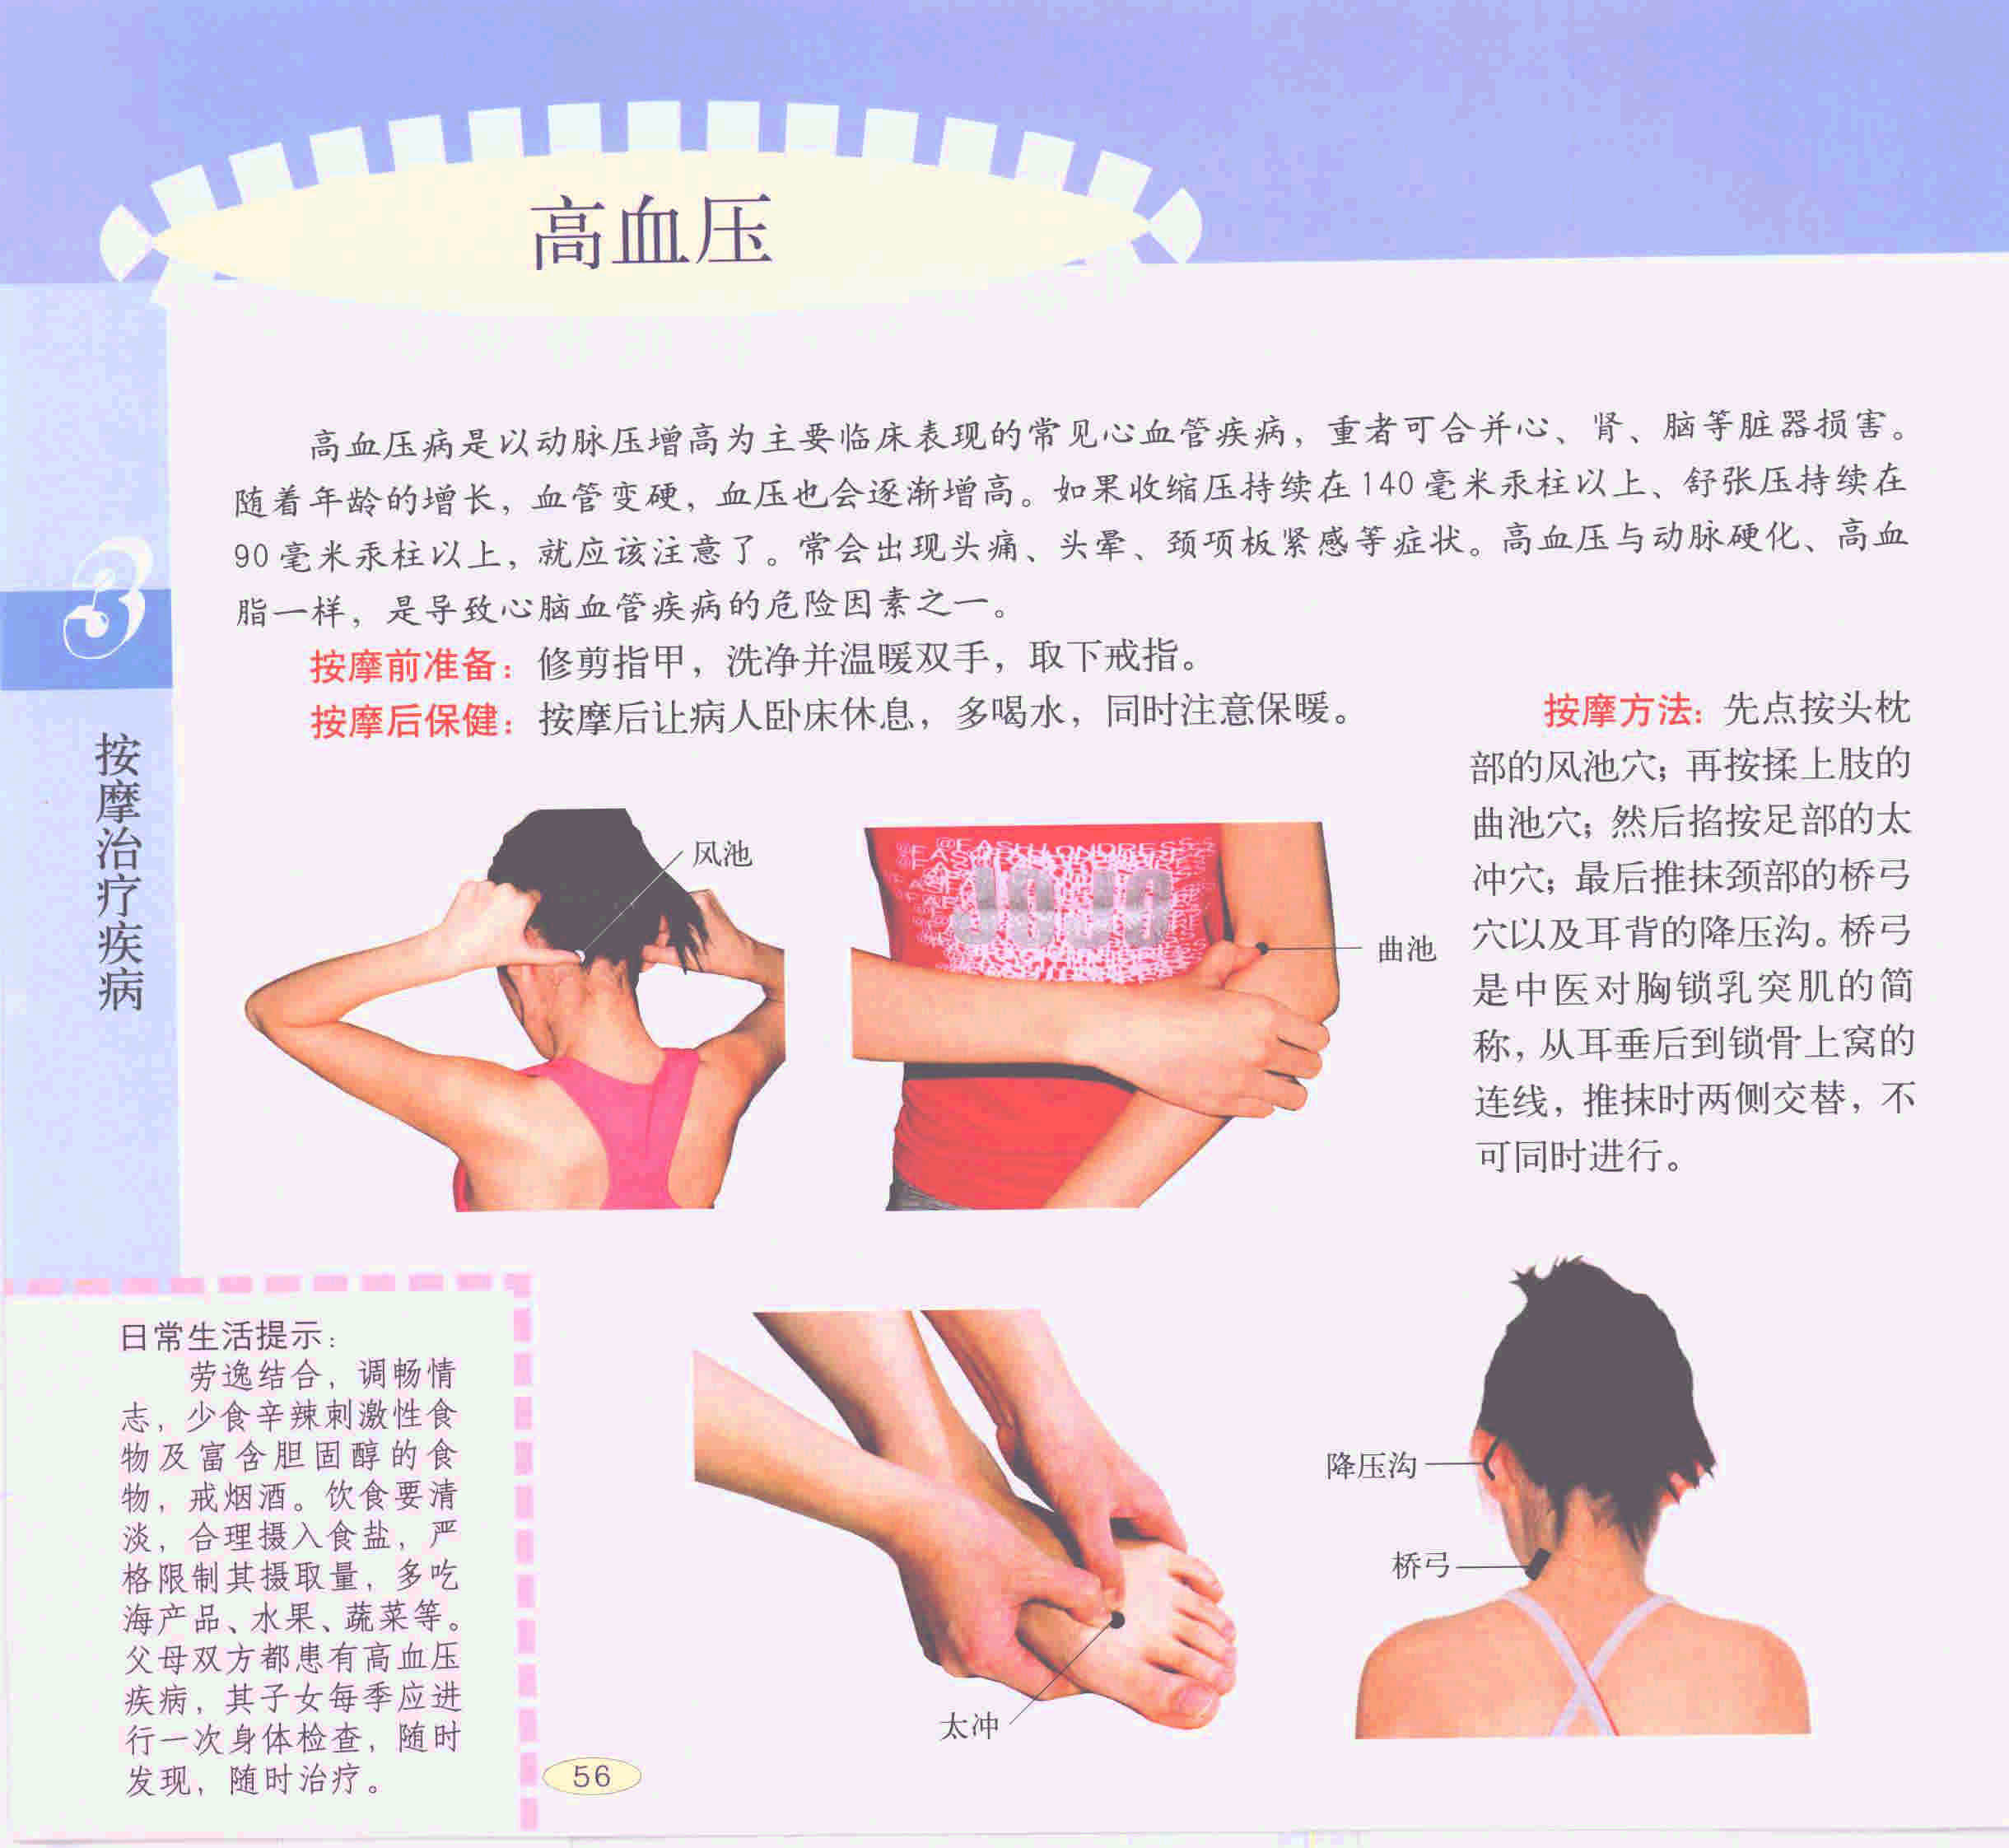 高血压
高血压病是以动脉压增高为主要临床表现的常见心血管疾病，重者可合并心、肾、脑等脏器损害。
随着年龄的增长，血管变硬，血压也会逐渐增高。如果收缩压持续在140毫米汞柱以上、舒张压持续在
90毫米汞柱以上，就应该注意了。常会出现头痛、头晕、颈项板紧感等症状。高血压与动脉硬化、高血
脂一样，是导致心脑血管疾病的危险因素之一。
按摩前准备：修剪指甲，洗净并温暖双手，取下戒指。
按摩后保健：按摩后让病人卧床休息，多喝水，同时注意保暖。
按摩方法：先点按头枕
部的风池穴；再按揉上肢的
曲池穴；然后掐按足部的太
冲穴；最后推抹颈部的桥弓
穴以及耳背的降压沟。桥弓
是中医对胸锁乳突肌的简
称，从耳垂后到锁骨上窝的
连线，推抹时两侧交替，不
可同时进行。
3
按摩治疗疾病
风池
曲池
JOJO
太冲
降压沟
桥弓
日常生活提示：
劳逸结合，调畅情
志，少食辛辣刺激性食
物及富含胆固醇的食
物，戒烟酒。饮食要清
淡，合理摄入食盐，严
格限制其摄取量，多吃
海产品、水果、蔬菜等。
父母双方都患有高血压
疾病，其子女每季应进
行一次身体检查，随时
发现，随时治疗。
56